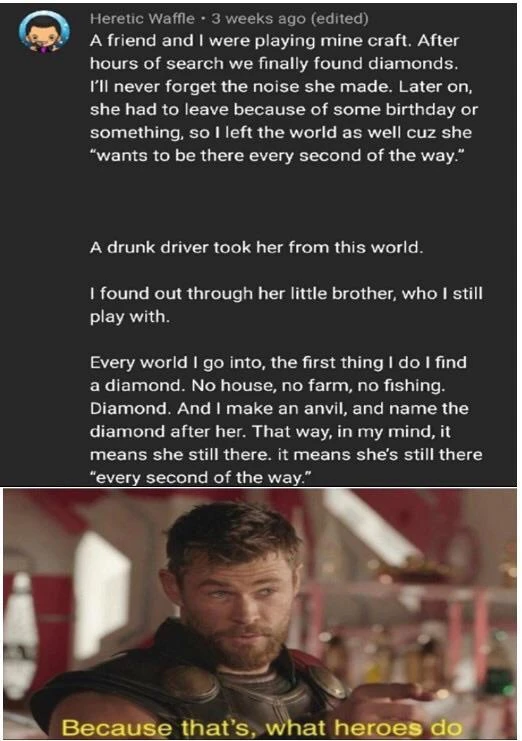 Heretic Waffle • 3 weeks ago (edited)
A friend and I were playing mine craft. After
hours of search we finally found diamonds.
I'll never forget the noise she made. Later on,
she had to leave because of some birthday or
something, so I left the world as well cuz she
“wants to be there every second of the way.”
A drunk driver took her from this world.
I found out through her little brother, who I still
play with.
Every world I go into, the first thing I do I find
a diamond. No house, no farm, no fishing.
Diamond. And I make an anvil, and name the
diamond after her. That way, in my mind, it
means she still there. it means she's still there
“every second of the way.”
Because that's, what heroes do